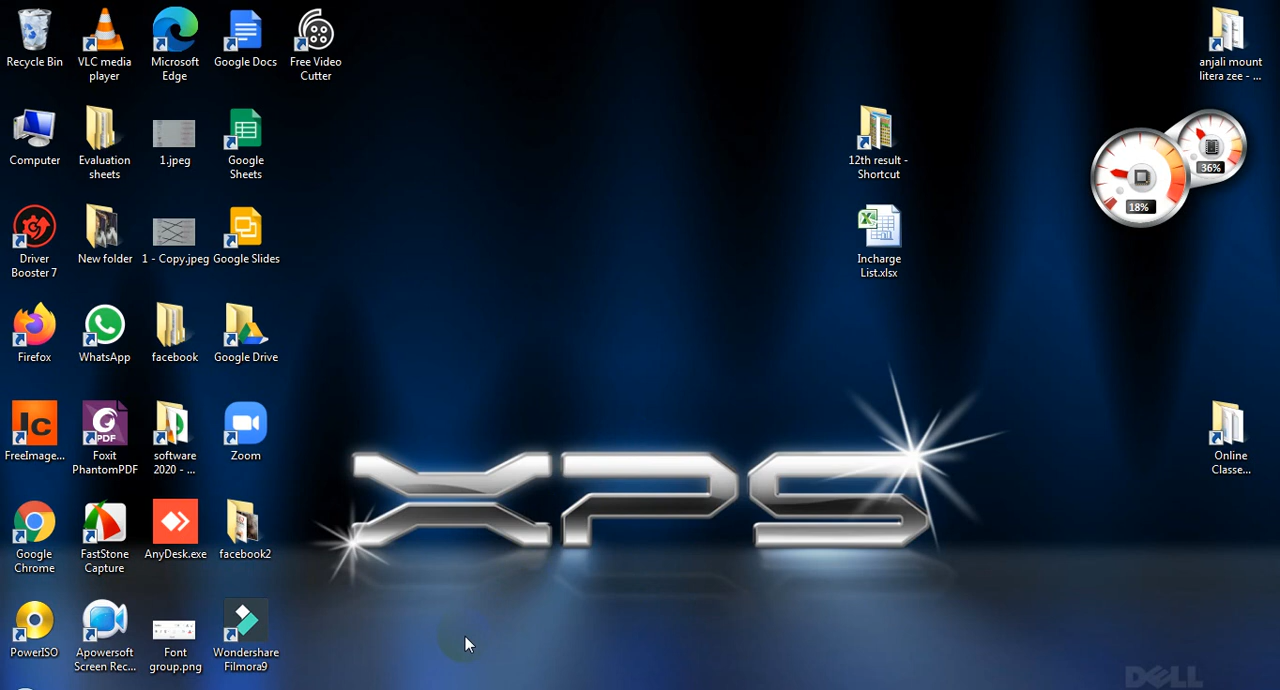 Recycle Bin
VLC media
player
Microsoft
Edge
Google Docs
Free Video
Cutter
anjali mount
litera zee - ...
Computer
Evaluation
sheets
1.jpeg
Google
Sheets
12th result -
Shortcut
36%
18%
Driver
Booster 7
New folder
1 - Copy.jpeg
Google Slides
Incharge
List.xlsx
Firefox
WhatsApp
facebook
Google Drive
Ic
FreeImage...
PDF
Foxit
PhantomPDF
software
2020 - ...
Zoom
Online
Classe...
XPS
Google
Chrome
FastStone
Capture
AnyDesk.exe
facebook2
PowerISO
Apowersoft
Screen Rec...
Font
group.png
Wondershare
Filmora9
DELL